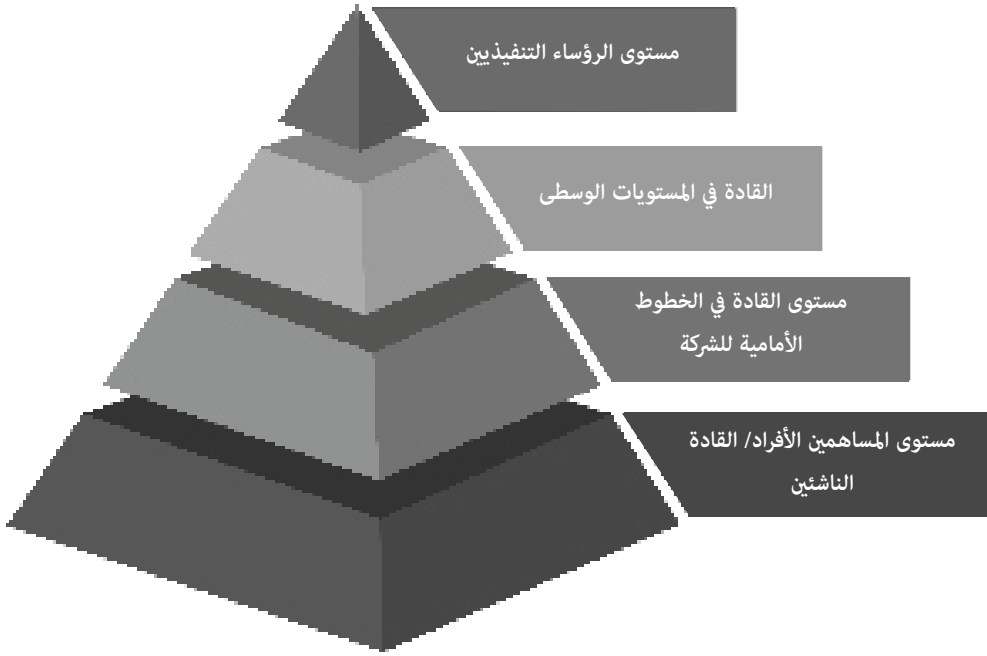 مستوى الرؤساء التنفيذيين
القادة في المستويات الوسطى
مستوى القادة في الخطوط
الأمامية للشركة
مستوى المساهمين الأفراد/ القادة
الناشئين